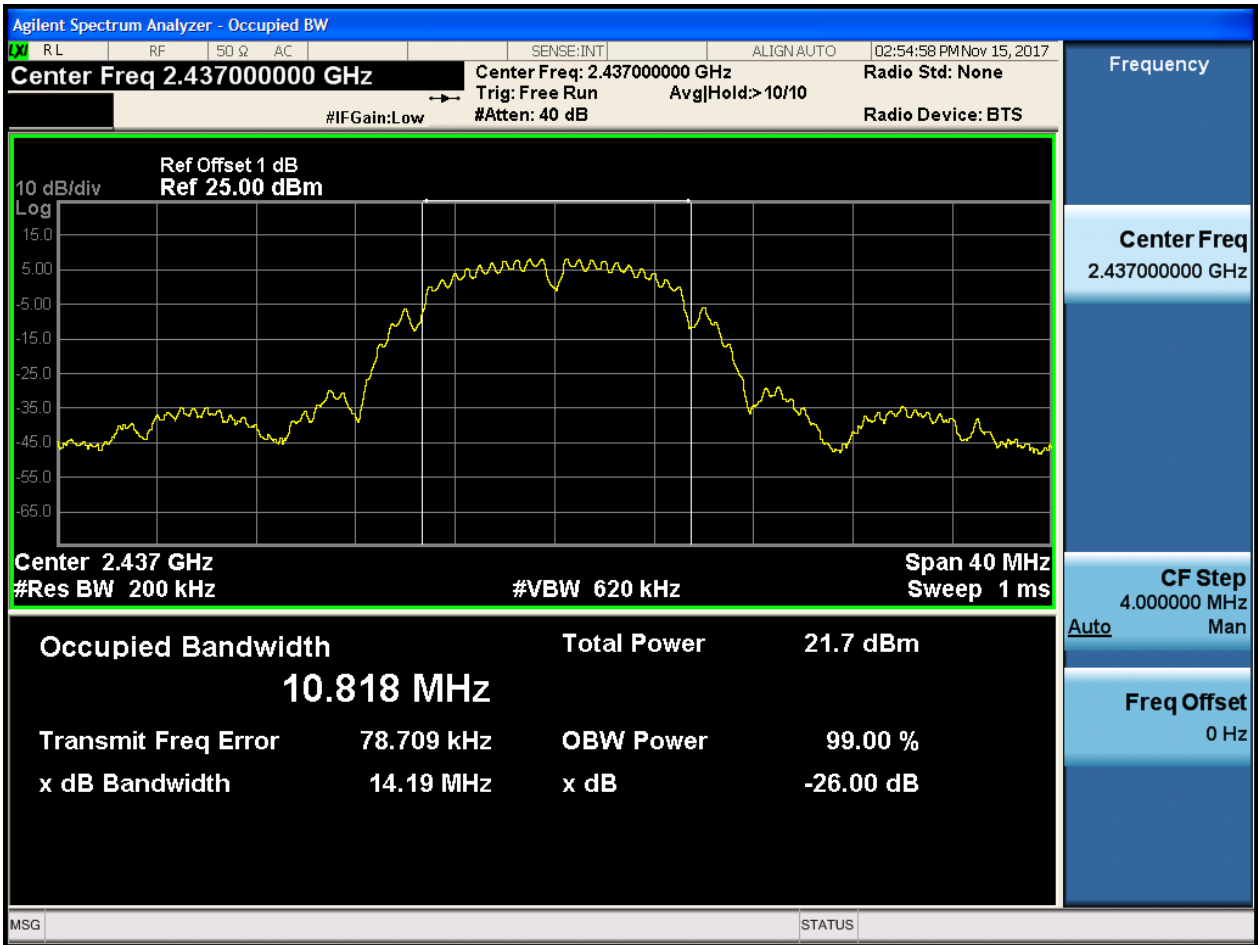 Agilent Spectrum Analyzer - Occupied BW
LXI RL RF 50 Ω AC SENSE:INT ALIGN AUTO 02:54:58 PM Nov 15, 2017
Center Freq 2.437000000 GHz
#IFGain:Low
Center Freq: 2.437000000 GHz
Trig: Free Run Avg|Hold:>10/10
#Atten: 40 dB
Radio Std: None
Radio Device: BTS
Ref Offset 1 dB
10 dB/div Ref 25.00 dBm
Log
15.0
5.00
-5.00
-15.0
-25.0
-35.0
-45.0
-55.0
-65.0
Center 2.437 GHz Span 40 MHz
#Res BW 200 kHz #VBW 620 kHz Sweep 1 ms
Occupied Bandwidth Total Power 21.7 dBm
10.818 MHz
Transmit Freq Error 78.709 kHz OBW Power 99.00 %
x dB Bandwidth 14.19 MHz x dB -26.00 dB
Frequency
Center Freq
2.437000000 GHz
CF Step
4.000000 MHz
Auto Man
Freq Offset
0 Hz
MSG STATUS